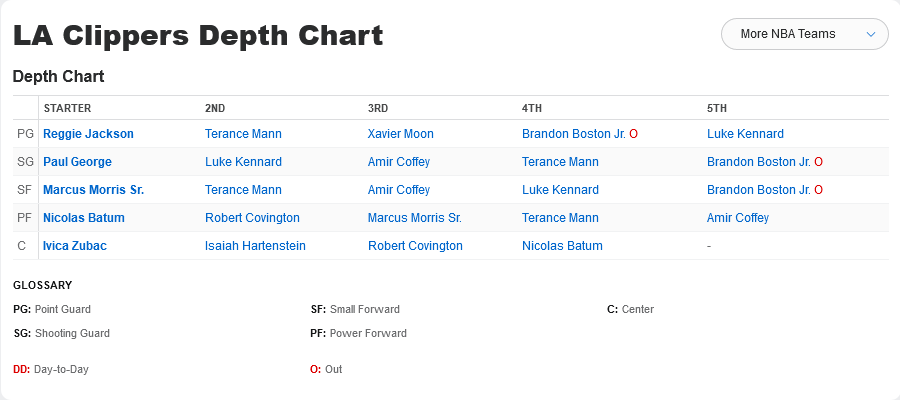 LA Clippers Depth Chart
More NBA Teams
Depth Chart
STARTER 2ND 3RD 4TH 5TH
PG Reggie Jackson Terance Mann Xavier Moon Brandon Boston Jr. O Luke Kennard
SG Paul George Luke Kennard Amir Coffey Terance Mann Brandon Boston Jr. O
SF Marcus Morris Sr. Terance Mann Amir Coffey Luke Kennard Brandon Boston Jr. O
PF Nicolas Batum Robert Covington Marcus Morris Sr. Terance Mann Amir Coffey
C Ivica Zubac Isaiah Hartenstein Robert Covington Nicolas Batum -
GLOSSARY
PG: Point Guard SF: Small Forward C: Center
SG: Shooting Guard PF: Power Forward
DD: Day-to-Day O: Out